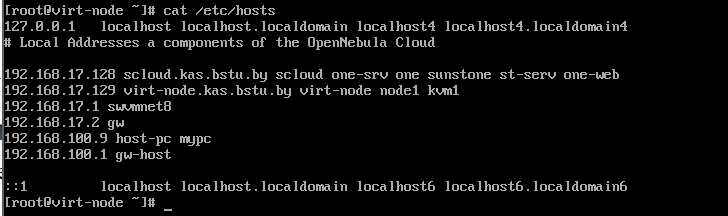 [root@virt-node ~]# cat /etc/hosts
127.0.0.1   localhost localhost.localdomain localhost4 localhost4.localdomain4
# Local Addresses a components of the OpenNebula Cloud
192.168.17.128 scloud.kas.bstu.by scloud one-srv one sunstone st-serv one-web
192.168.17.129 virt-node.kas.bstu.by virt-node node1 kvm1
192.168.17.1 swvmnet8
192.168.17.2 gw
192.168.100.9 host-pc mypc
192.168.100.1 gw-host
::1         localhost localhost.localdomain localhost6 localhost6.localdomain6
[root@virt-node ~]# _